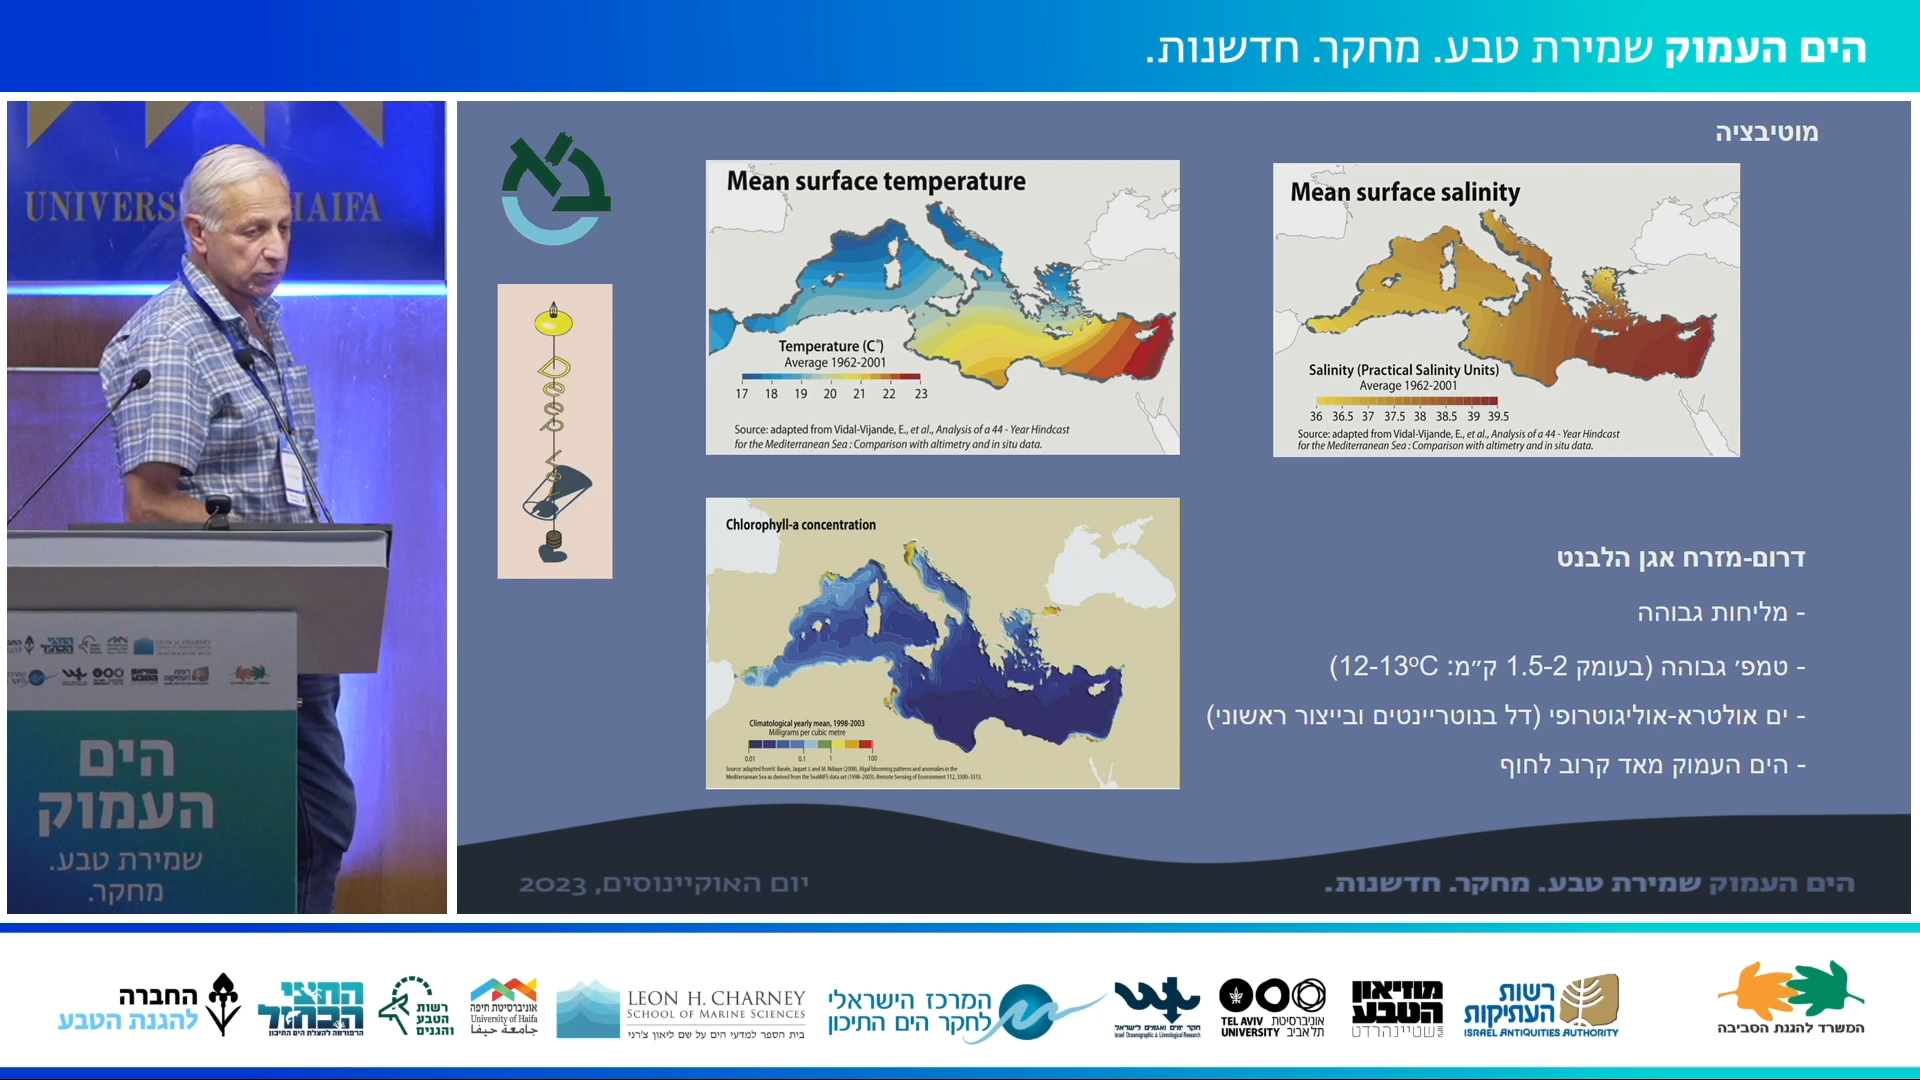 הים העמוק שמירת טבע. מחקר. חדשנות.
UNIVERS HAIFA
הים
העמוק
שמירת טבע.
מחקר.
מוטיבציה
Deep Lev
Mean surface temperature
Temperature (C°)
Average 1962-2001
17 18 19 20 21 22 23
Source: adapted from Vidal-Vijande, E., et al., Analysis of a 44 - Year Hindcast
for the Mediterranean Sea : Comparison with altimetry and in situ data.
Mean surface salinity
Salinity (Practical Salinity Units)
Average 1962-2001
36 36.5 37 37.5 38 38.5 39 39.5
Source: adapted from Vidal-Vijande, E., et al., Analysis of a 44 - Year Hindcast
for the Mediterranean Sea : Comparison with altimetry and in situ data.
Chlorophyll-a concentration
Climatological yearly mean, 1998-2003
Milligrams per cubic metre
0.01 0.1 1 100
Source: adapted from V. Barale, Jaquet J. and M. Ndiaye (2008). Algal blooming patterns and anomalies in the
Mediterranean Sea as derived from the SeaWiFS data set (1998-2003). Remote Sensing of Environment 112, 3300-3313.
דרום-מזרח אגן הלבנט
- מליחות גבוהה
- טמפ׳ גבוהה (בעומק 1.5-2 ק״מ: 12-13ºC)
- ים אולטרא-אוליגוטרופי (דל בנוטריינטים ובייצור ראשוני)
- הים העמוק מאד קרוב לחוף
הים העמוק שמירת טבע. מחקר. חדשנות.
יום האוקיינוסים, 2023
המשרד להגנת הסביבה
רשות
העתיקות
ISRAEL ANTIQUITIES AUTHORITY
מוזיאון
הטבע
שטיינהרדט
TEL AVIV
UNIVERSITY
אוניברסיטת
תל אביב
חקר ימים ואגמים לישראל
Israel Oceanographic & Limnological Research
המרכז הישראלי
לחקר הים התיכון
LEON H. CHARNEY
SCHOOL OF MARINE SCIENCES
בית הספר למדעי הים על שם ליאון צ'רני
אוניברסיטת חיפה
University of Haifa
جامعة حيفا
רשות
הטבע
והגנים
החצי
הכחול
הרפורמה להצלת הים התיכון
החברה
להגנת הטבע